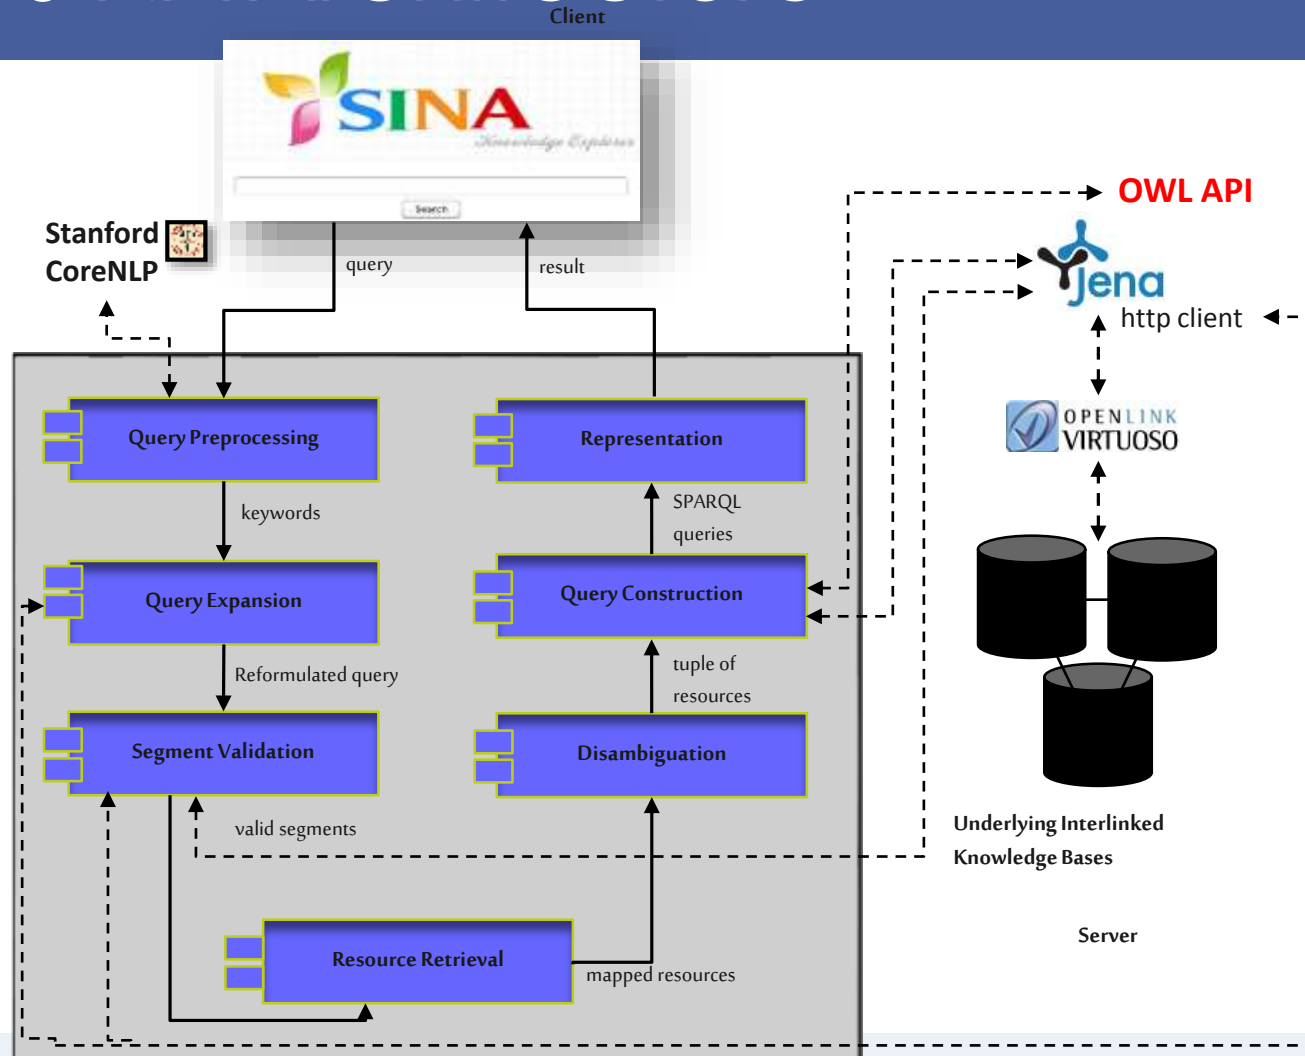 Client
SINA
Knowledge Explorer
Search
Stanford
CoreNLP
query
result
OWL API
Jena
http client
OPENLINK
VIRTUOSO
Query Preprocessing
Representation
keywords
SPARQL
queries
Query Expansion
Query Construction
Reformulated query
tuple of
resources
Segment Validation
Disambiguation
valid segments
Underlying Interlinked
Knowledge Bases
Server
Resource Retrieval
mapped resources